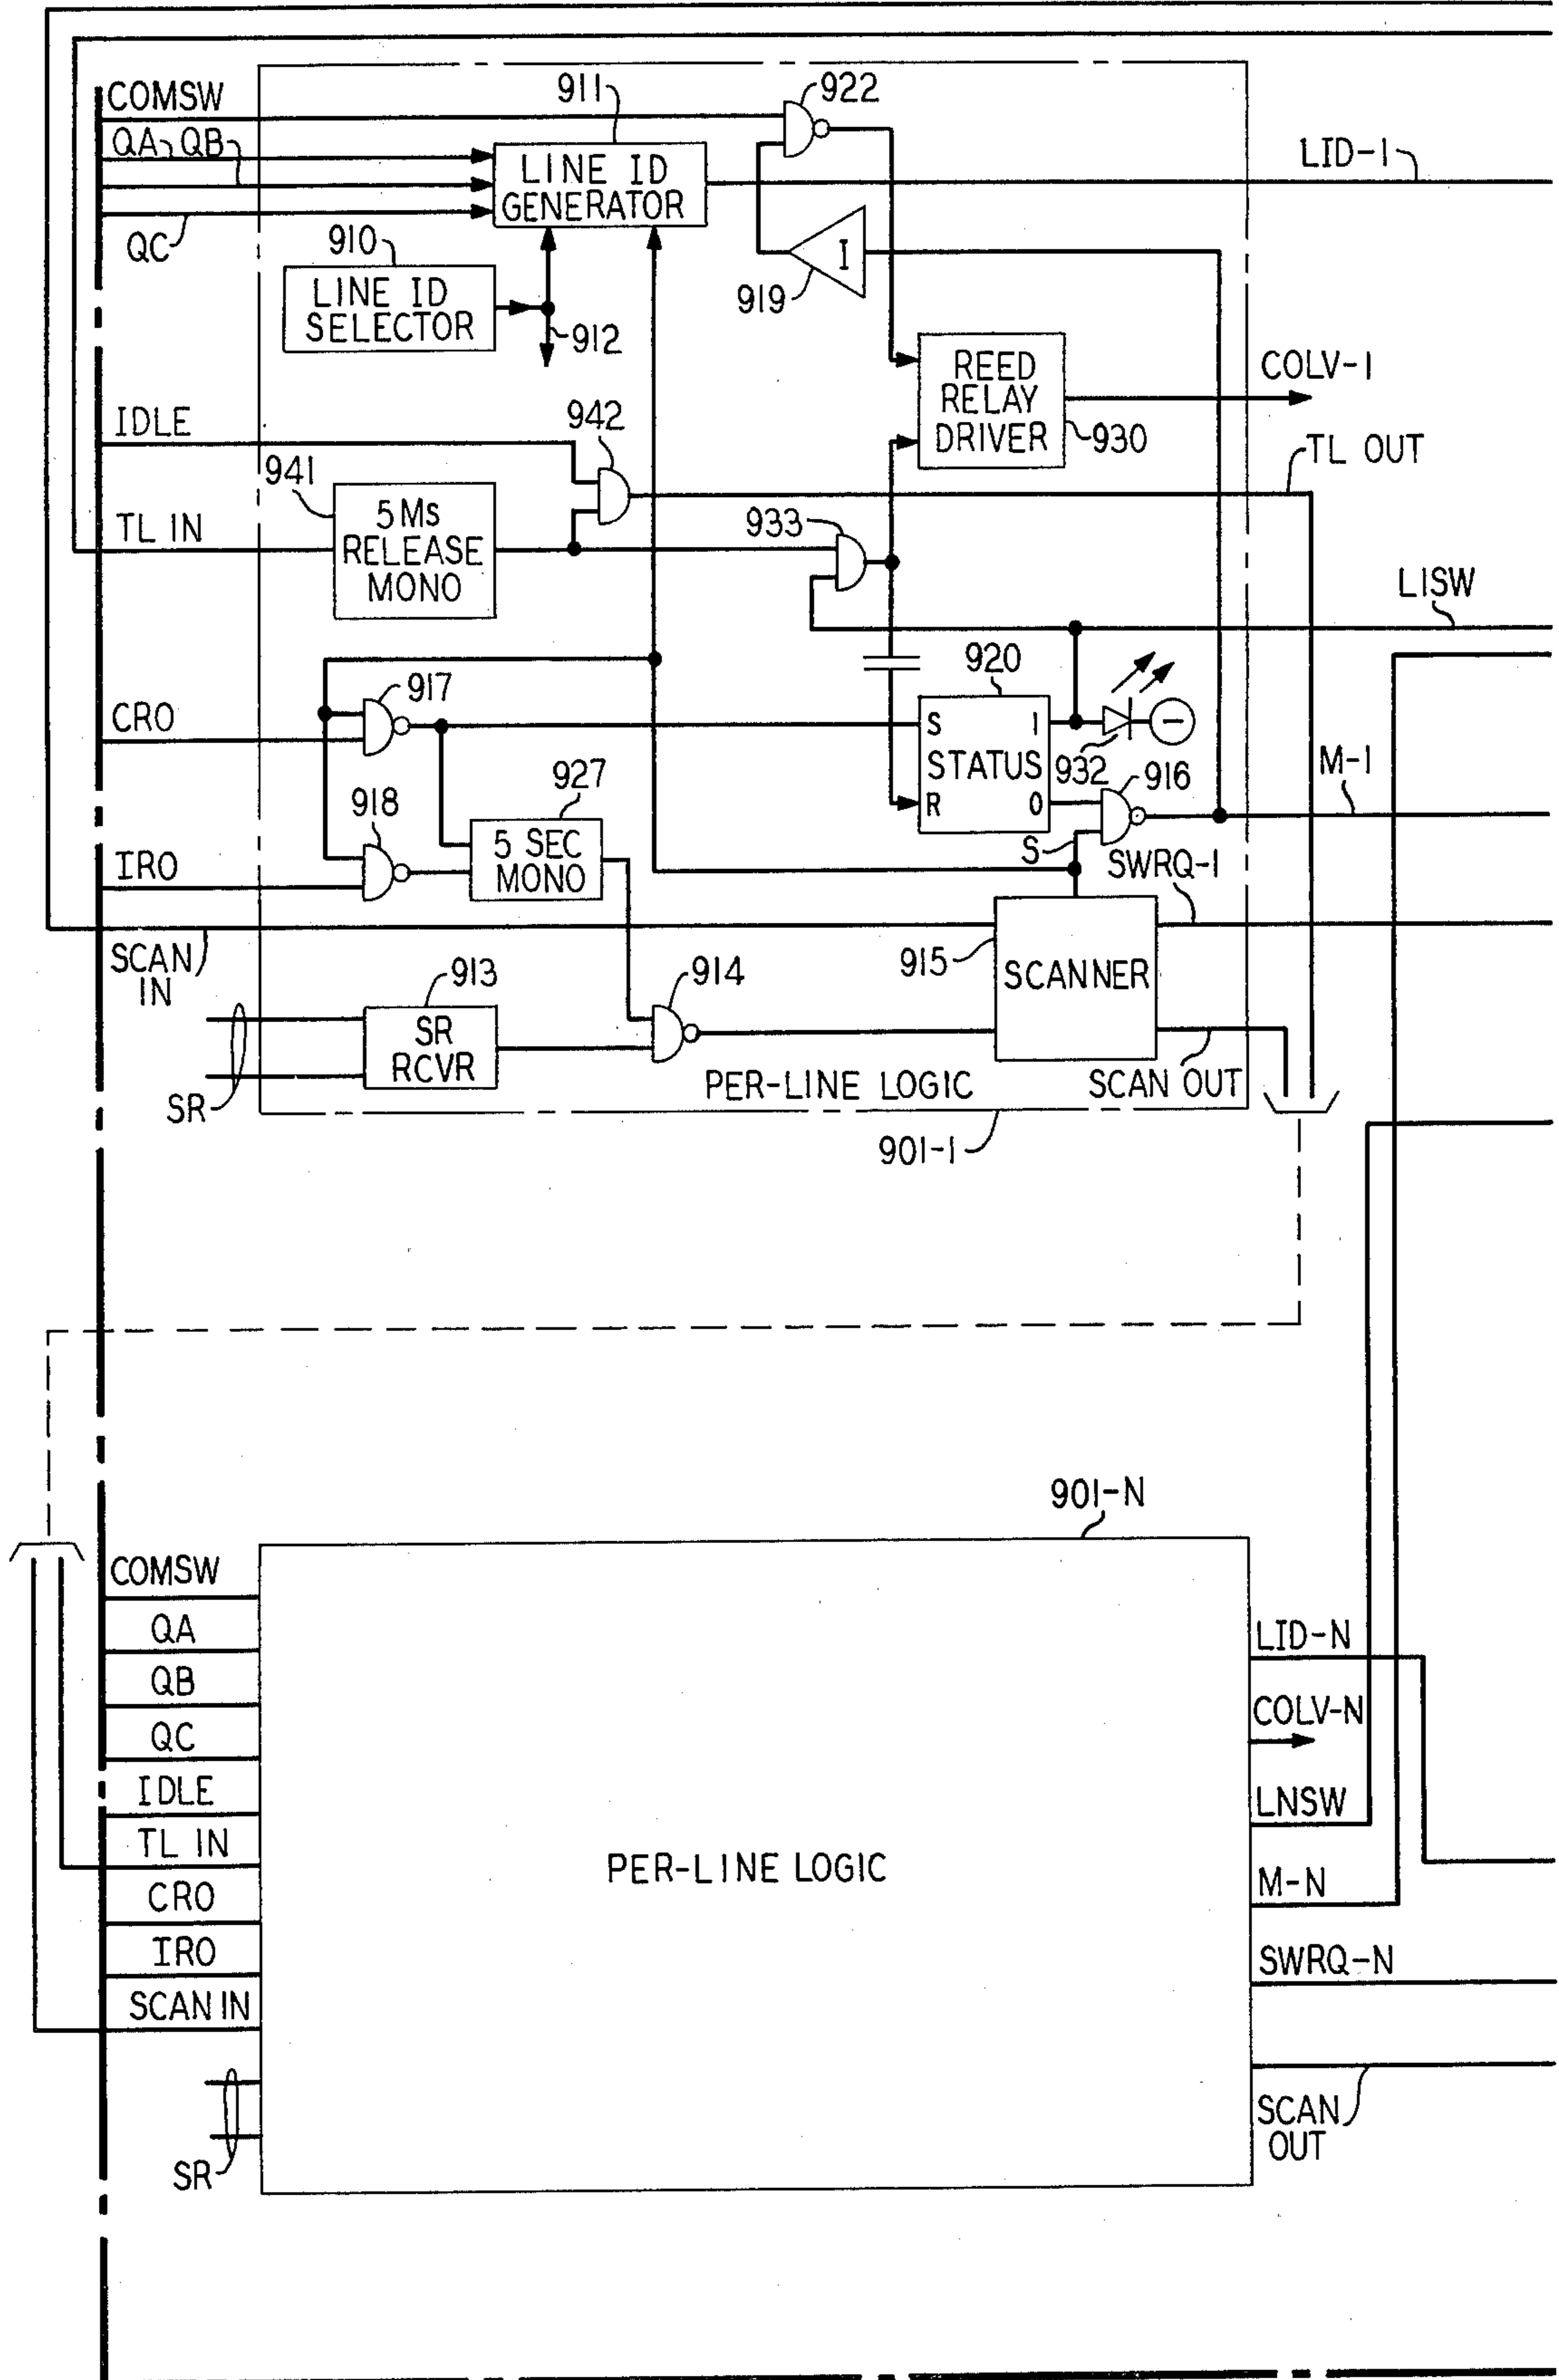 COMSW
911
922
QA
QB
LINE ID
GENERATOR
LID-1
QC
910
LINE ID
SELECTOR
912
I
919
REED
RELAY
DRIVER
930
COLV-1
IDLE
942
TL OUT
941
TL IN
5 Ms
RELEASE
MONO
933
LISW
917
920
CRO
S
1
STATUS
932
R
0
916
M-1
927
918
5 SEC
MONO
IRO
S
SWRQ-1
SCAN
IN
913
914
915
SCANNER
SR
RCVR
SR
PER-LINE LOGIC
SCAN OUT
901-1
901-N
COMSW
QA
QB
QC
IDLE
TL IN
CRO
IRO
SCAN IN
SR
PER-LINE LOGIC
LID-N
COLV-N
LNSW
M-N
SWRQ-N
SCAN
OUT